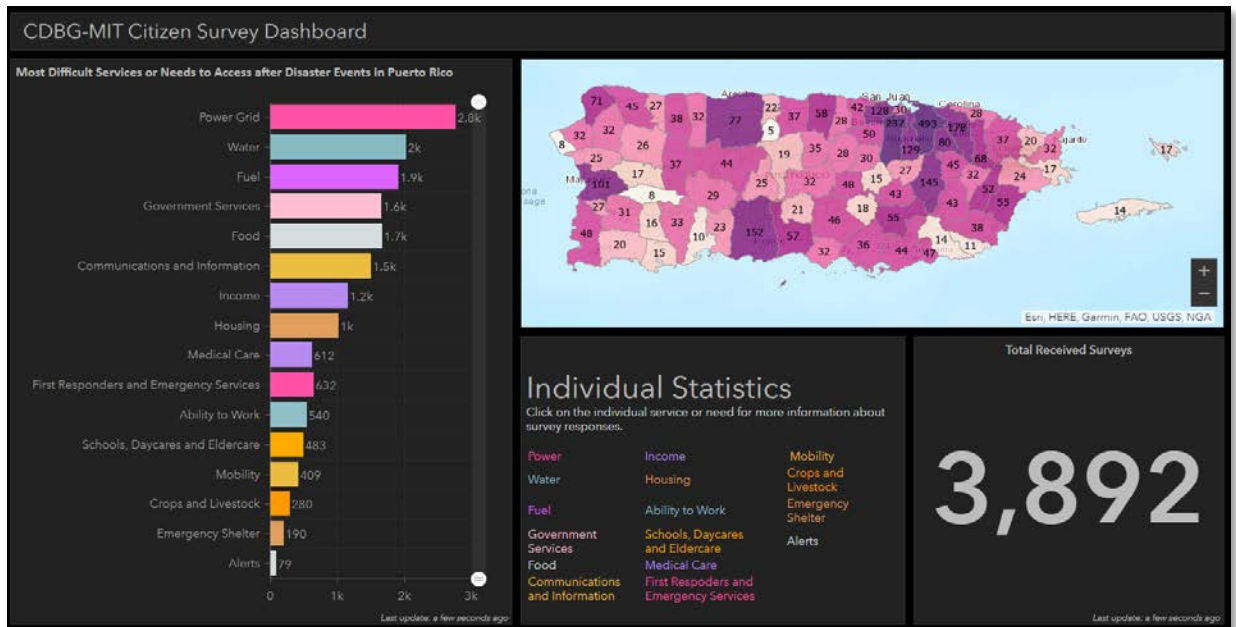 CDBG-MIT Citizen Survey Dashboard
Most Difficult Services or Needs to Access after Disaster Events in Puerto Rico
Power Grid 2.8k
Water 2k
Fuel 1.9k
Government Services 1.6k
Food 1.7k
Communications and Information 1.5k
Income 1.2k
Housing 1k
Medical Care 612
First Responders and Emergency Services 632
Ability to Work 540
Schools, Daycares and Eldercare 483
Mobility 409
Crops and Livestock 280
Emergency Shelter 190
Alerts 79
0 1k 2k 3k
Last update: a few seconds ago
San Juan
Carolina
71 45 27 38 32 77 22 37 58 28 42 128 30 28
32 32 5 50 237 493 178 37 20 32
8 26 19 35 28 30 129 80 68 17
25 17 37 44 45 32 24 17
101 8 29 25 32 48 15 27 145 52
27 31 16 33 21 18 43 43 55 14
48 20 15 10 23 152 57 46 55 38
32 36 44 47 14 11
+
−
Esri, HERE, Garmin, FAO, USGS, NGA
Individual Statistics
Click on the individual service or need for more information about
survey responses.
Power Income Mobility
Water Housing Crops and
Livestock
Fuel Ability to Work Emergency
Shelter
Government Schools, Daycares Alerts
Services and Eldercare
Food Medical Care
Communications First Respoders and
and Information Emergency Services
Total Received Surveys
3,892
Last update: a few seconds ago